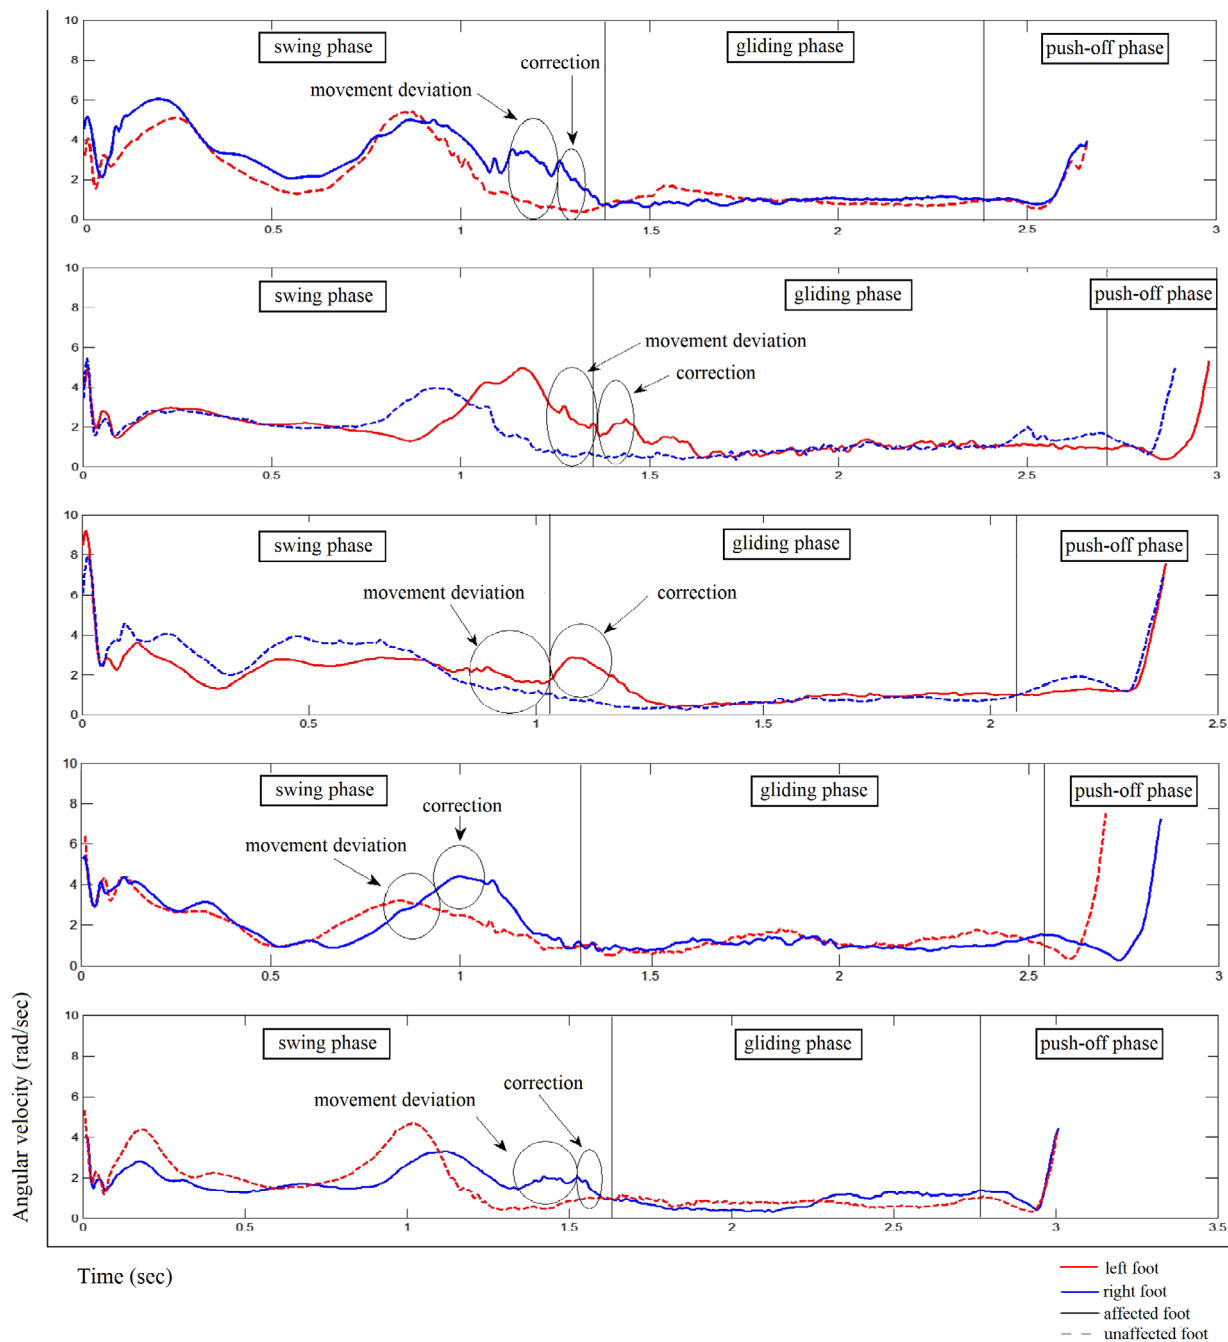 10
swing phase
gliding phase
push-off phase
correction
movement deviation
8
6
4
2
0
0 0.5 1 1.5 2 2.5 3
10
swing phase
gliding phase
push-off phase
8
movement deviation
6
correction
4
2
0
0 0.5 1 1.5 2 2.5 3
10
swing phase
gliding phase
push-off phase
8
movement deviation
correction
6
4
2
0
0 0.5 1 1.5 2 2.5
10
swing phase
gliding phase
push-off phase
8
correction
movement deviation
6
4
2
0
0 0.5 1 1.5 2 2.5 3
10
swing phase
gliding phase
push-off phase
8
correction
movement deviation
6
4
2
0
0 0.5 1 1.5 2 2.5 3 3.5
Angular velocity (rad/sec)
Time (sec)
left foot
right foot
affected foot
unaffected foot